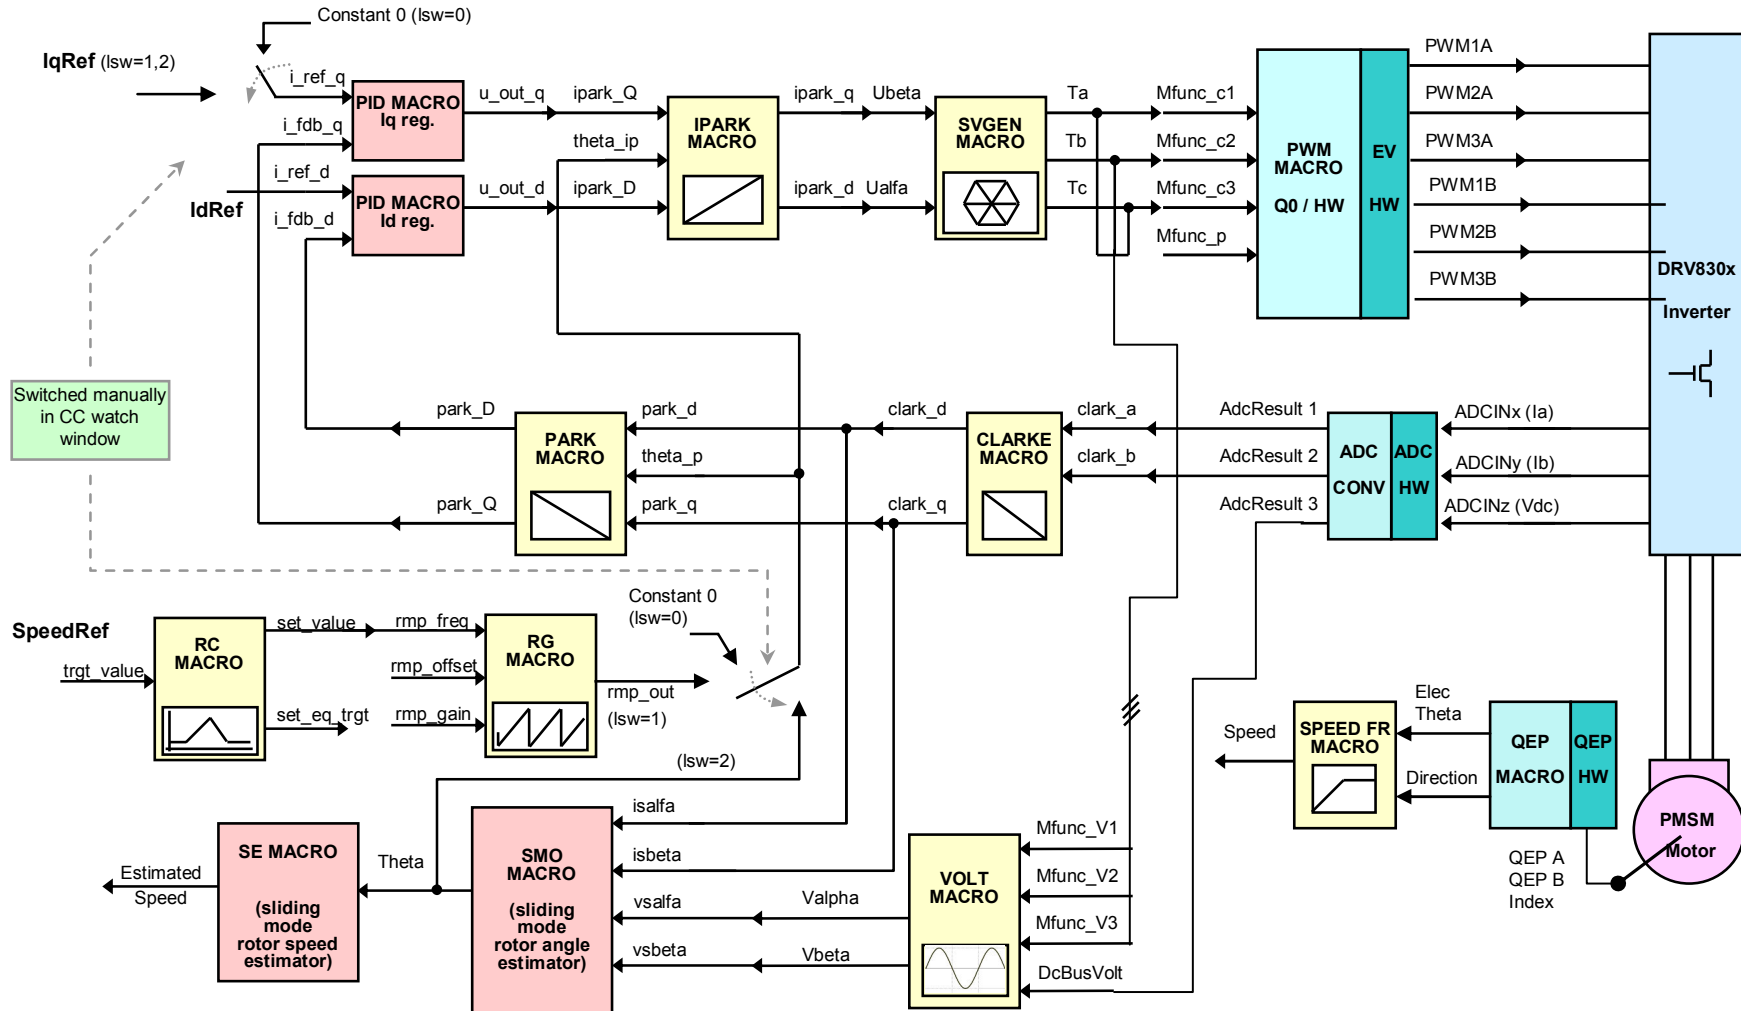 Constant 0 (lsw=0)
IqRef (lsw=1,2)
i_ref_q
i_fdb_q
PID MACRO
Iq reg.
u_out_q
ipark_Q
theta_ip
i_ref_d
IdRef
i_fdb_d
PID MACRO
Id reg.
u_out_d
ipark_D
IPARK
MACRO
ipark_q
Ubeta
ipark_d
Ualfa
SVGEN
MACRO
Ta
Tb
Tc
Mfunc_c1
Mfunc_c2
Mfunc_c3
Mfunc_p
PWM
MACRO
Q0 / HW
EV
HW
PWM1A
PWM2A
PWM3A
PWM1B
PWM2B
PWM3B
DRV830x
Inverter
Switched manually
in CC watch
window
park_D
park_Q
PARK
MACRO
park_d
theta_p
park_q
clark_d
clark_q
CLARKE
MACRO
clark_a
clark_b
AdcResult 1
AdcResult 2
AdcResult 3
ADC
CONV
ADC
HW
ADCINx (Ia)
ADCINy (Ib)
ADCINz (Vdc)
SpeedRef
trgt_value
RC
MACRO
set_value
set_eq_trgt
rmp_freq
rmp_offset
rmp_gain
RG
MACRO
rmp_out
(lsw=1)
Constant 0
(lsw=0)
(lsw=2)
Speed
SPEED FR
MACRO
Elec
Theta
Direction
QEP
MACRO
QEP
HW
PMSM
Motor
QEP A
QEP B
Index
Estimated
Speed
SE MACRO
(sliding
mode
rotor speed
estimator)
Theta
SMO
MACRO
(sliding
mode
rotor angle
estimator)
isalfa
isbeta
vsalfa
vsbeta
Valpha
Vbeta
VOLT
MACRO
Mfunc_V1
Mfunc_V2
Mfunc_V3
DcBusVolt